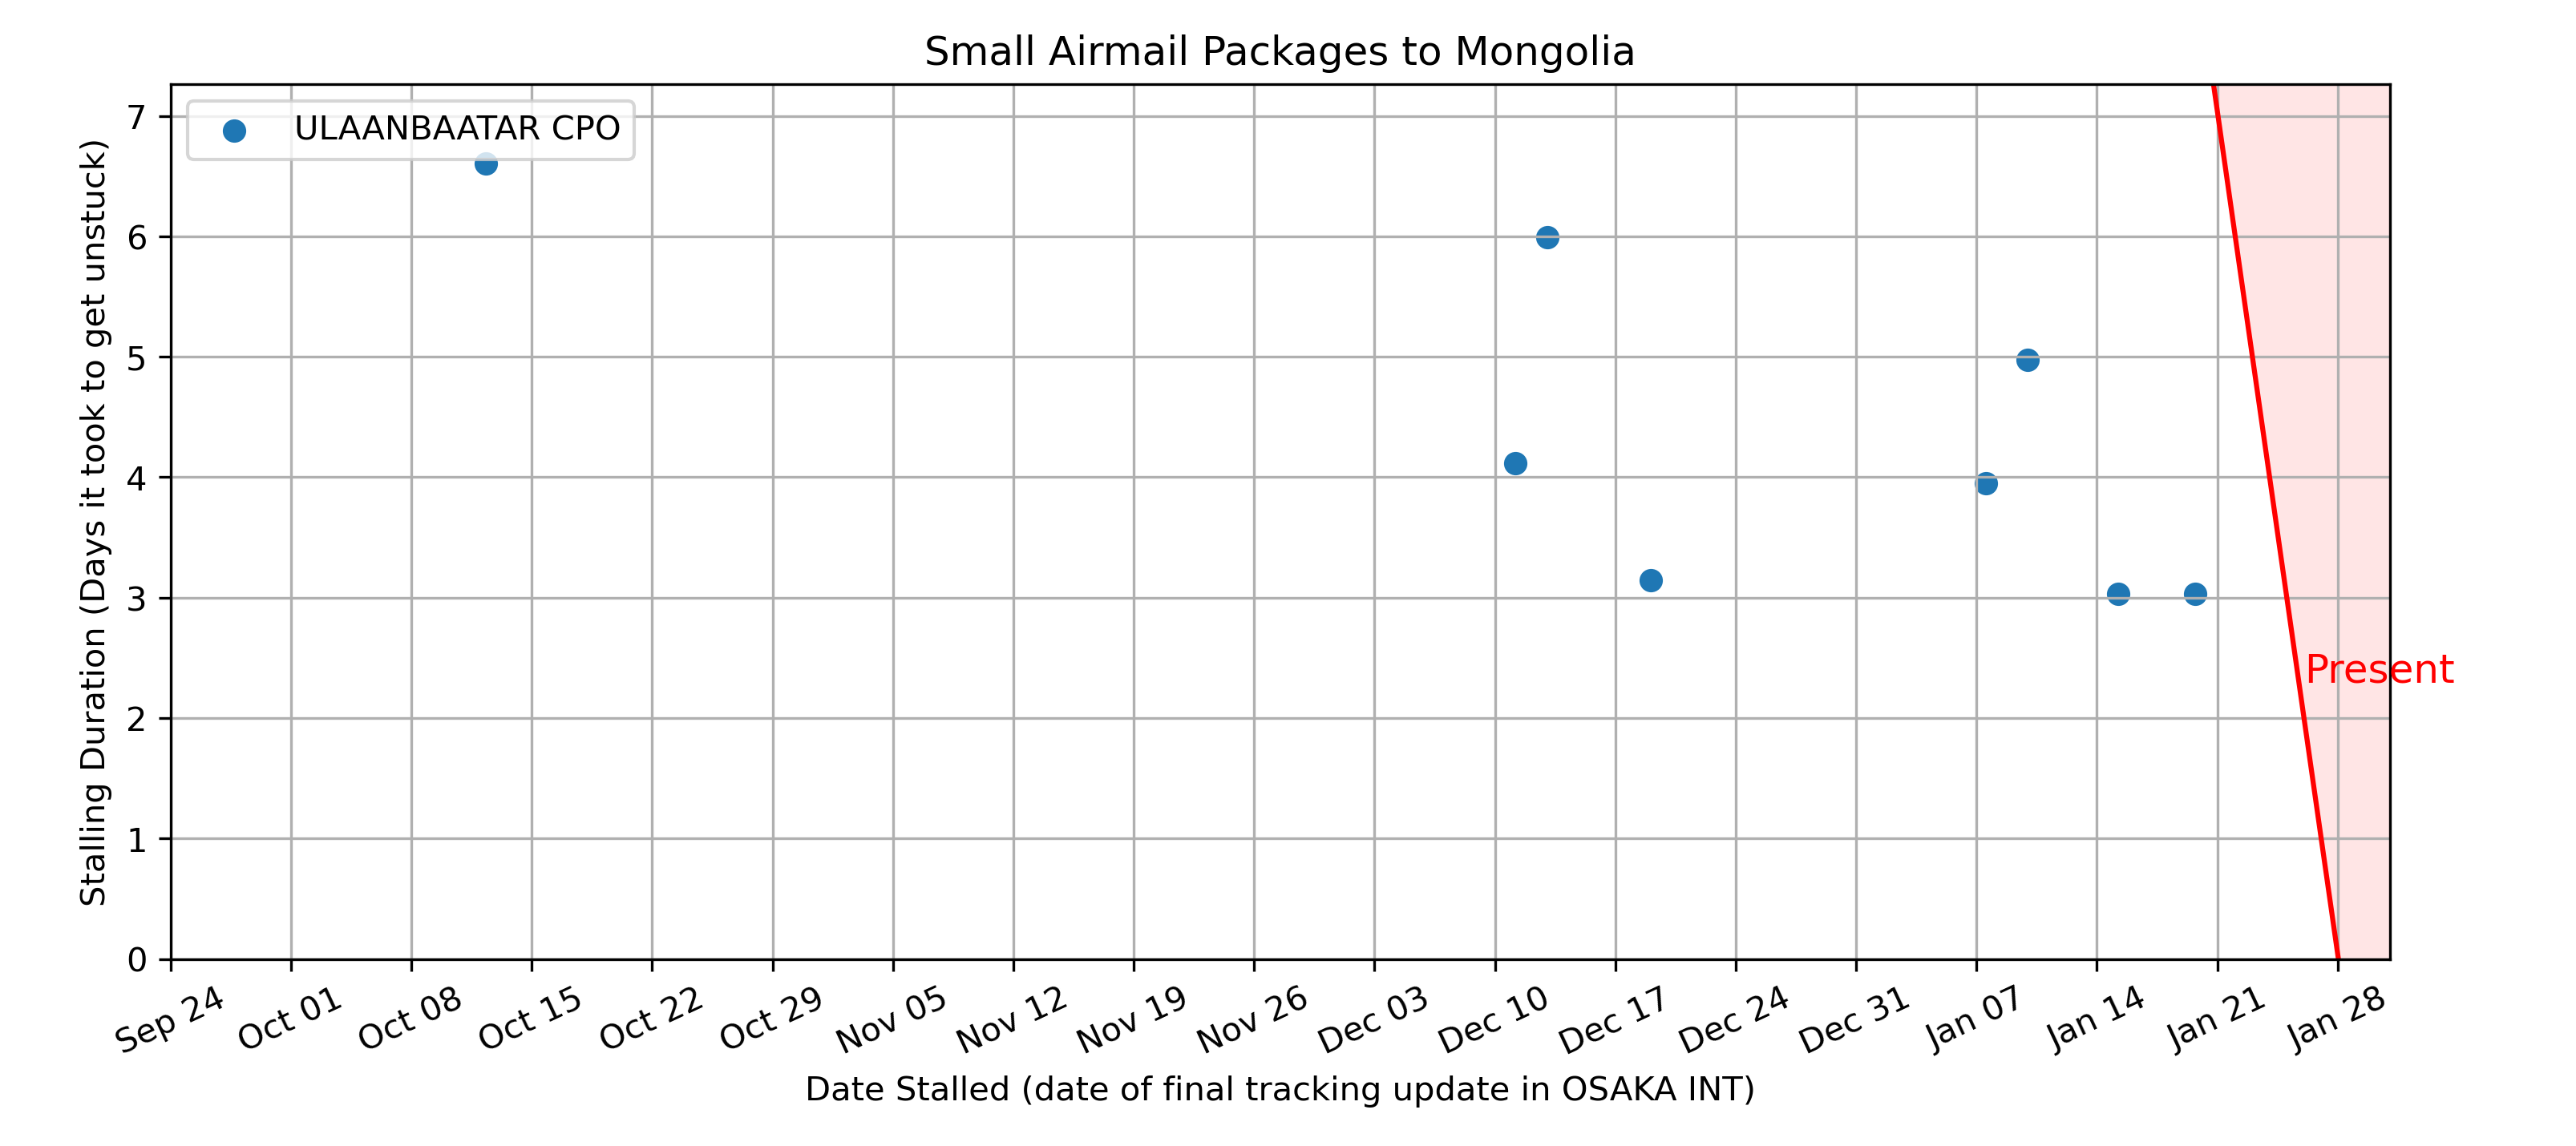 Small Airmail Packages to Mongolia
ULAANBAATAR CPO
Stalling Duration (Days it took to get unstuck)
7
6
5
4
3
2
1
0
Present
Sep 24
Oct 01
Oct 08
Oct 15
Oct 22
Oct 29
Nov 05
Nov 12
Nov 19
Nov 26
Dec 03
Dec 10
Dec 17
Dec 24
Dec 31
Jan 07
Jan 14
Jan 21
Jan 28
Date Stalled (date of final tracking update in OSAKA INT)